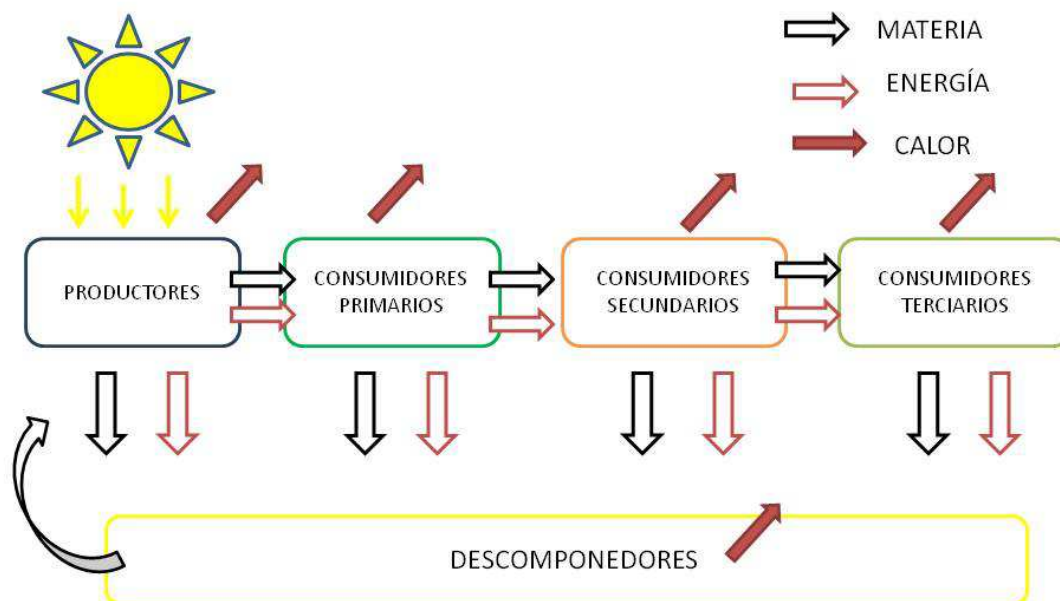 MATERIA
ENERGÍA
CALOR
PRODUCTORES
CONSUMIDORES
PRIMARIOS
CONSUMIDORES
SECUNDARIOS
CONSUMIDORES
TERCIARIOS
DESCOMPONEDORES